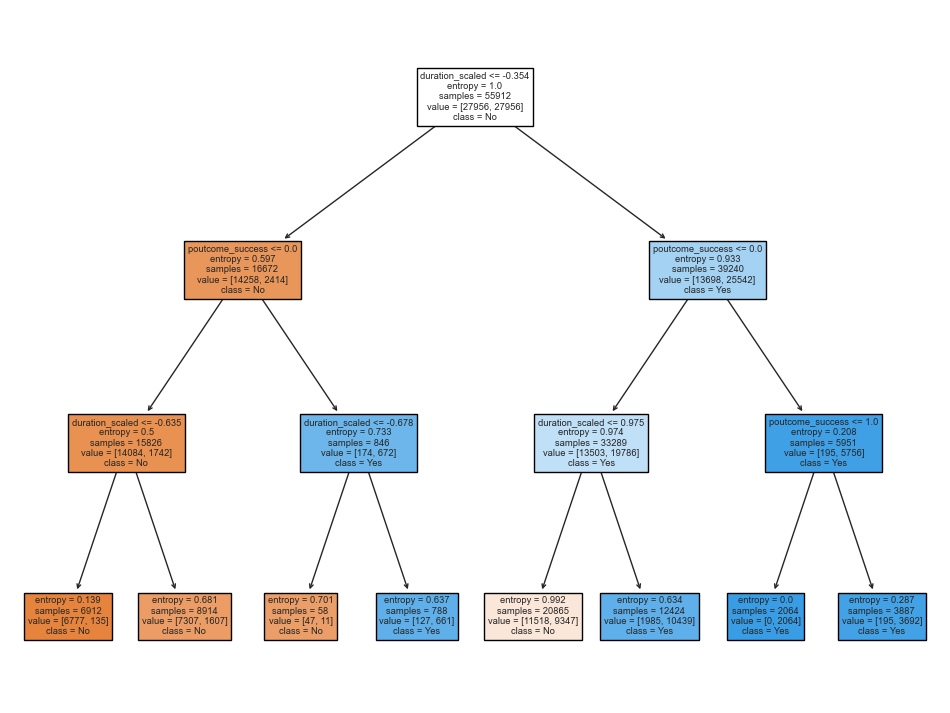 duration_scaled <= -0.354
entropy = 1.0
samples = 55912
value = [27956, 27956]
class = No
poutcome_success <= 0.0
entropy = 0.597
samples = 16672
value = [14258, 2414]
class = No
poutcome_success <= 0.0
entropy = 0.933
samples = 39240
value = [13698, 25542]
class = Yes
duration_scaled <= -0.635
entropy = 0.5
samples = 15826
value = [14084, 1742]
class = No
duration_scaled <= -0.678
entropy = 0.733
samples = 846
value = [174, 672]
class = Yes
duration_scaled <= 0.975
entropy = 0.974
samples = 33289
value = [13503, 19786]
class = Yes
poutcome_success <= 1.0
entropy = 0.208
samples = 5951
value = [195, 5756]
class = Yes
entropy = 0.139
samples = 6912
value = [6777, 135]
class = No
entropy = 0.681
samples = 8914
value = [7307, 1607]
class = No
entropy = 0.701
samples = 58
value = [47, 11]
class = No
entropy = 0.637
samples = 788
value = [127, 661]
class = Yes
entropy = 0.992
samples = 20865
value = [11518, 9347]
class = No
entropy = 0.634
samples = 12424
value = [1985, 10439]
class = Yes
entropy = 0.0
samples = 2064
value = [0, 2064]
class = Yes
entropy = 0.287
samples = 3887
value = [195, 3692]
class = Yes